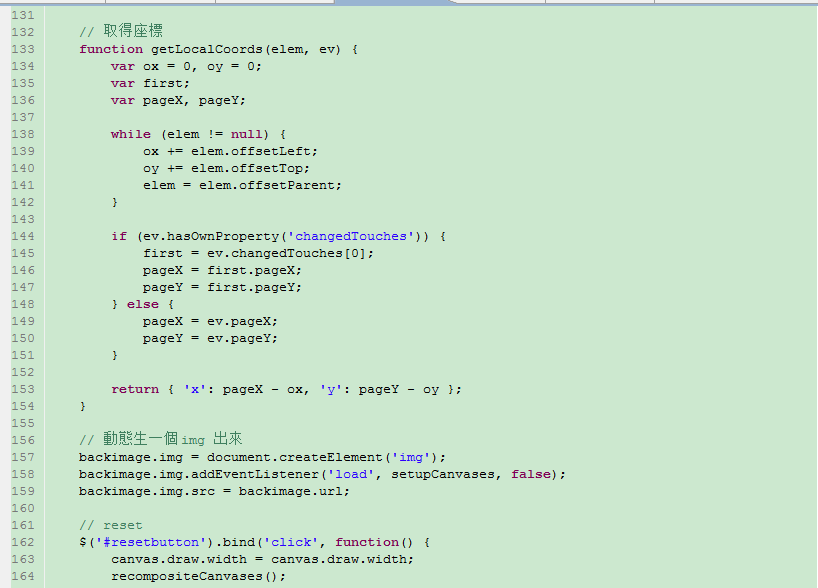 131
132 // 取得座標
133 function getLocalCoords(elem, ev) {
134 var ox = 0, oy = 0;
135 var first;
136 var pageX, pageY;
137
138 while (elem != null) {
139 ox += elem.offsetLeft;
140 oy += elem.offsetTop;
141 elem = elem.offsetParent;
142 }
143
144 if (ev.hasOwnProperty('changedTouches')) {
145 first = ev.changedTouches[0];
146 pageX = first.pageX;
147 pageY = first.pageY;
148 } else {
149 pageX = ev.pageX;
150 pageY = ev.pageY;
151 }
152
153 return { 'x': pageX - ox, 'y': pageY - oy };
154 }
155
156 // 動態生一個 img 出來
157 backimage.img = document.createElement('img');
158 backimage.img.addEventListener('load', setupCanvases, false);
159 backimage.img.src = backimage.url;
160
161 // reset
162 $('#resetbutton').bind('click', function() {
163 canvas.draw.width = canvas.draw.width;
164 recompositeCanvases();